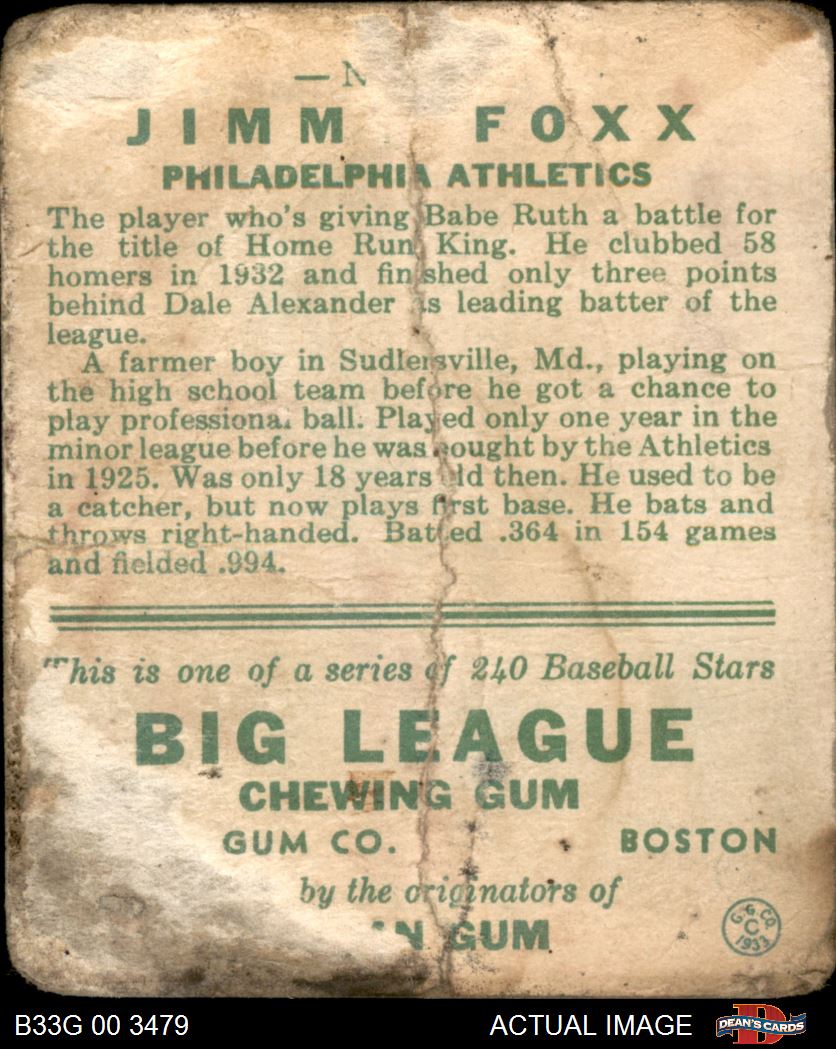 — N
JIMM FOXX
PHILADELPHIA ATHLETICS
The player who's giving Babe Ruth a battle for
the title of Home Run King. He clubbed 58
homers in 1932 and finished only three points
behind Dale Alexander as leading batter of the
league.
A farmer boy in Sudlersville, Md., playing on
the high school team before he got a chance to
play professional ball. Played only one year in the
minor league before he was bought by the Athletics
in 1925. Was only 18 years old then. He used to be
a catcher, but now plays first base. He bats and
throws right-handed. Batted .364 in 154 games
and fielded .994.
This is one of a series of 240 Baseball Stars
BIG LEAGUE
CHEWING GUM
GUM CO. BOSTON
by the originators of
GUM
G.G.CO.
C
1933
B33G 00 3479 ACTUAL IMAGE
D
DEAN'S CARDS